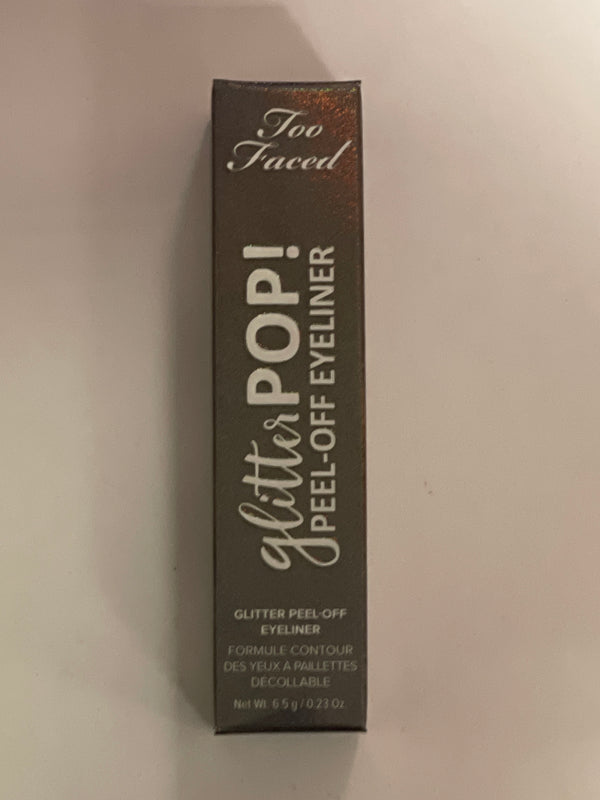 Too
Faced
glitter POP!
PEEL-OFF EYELINER
GLITTER PEEL-OFF
EYELINER
FORMULE CONTOUR
DES YEUX A PAILLETTES
DÉCOLLABLE
Net Wt. 6.5 g / 0.23 Oz.